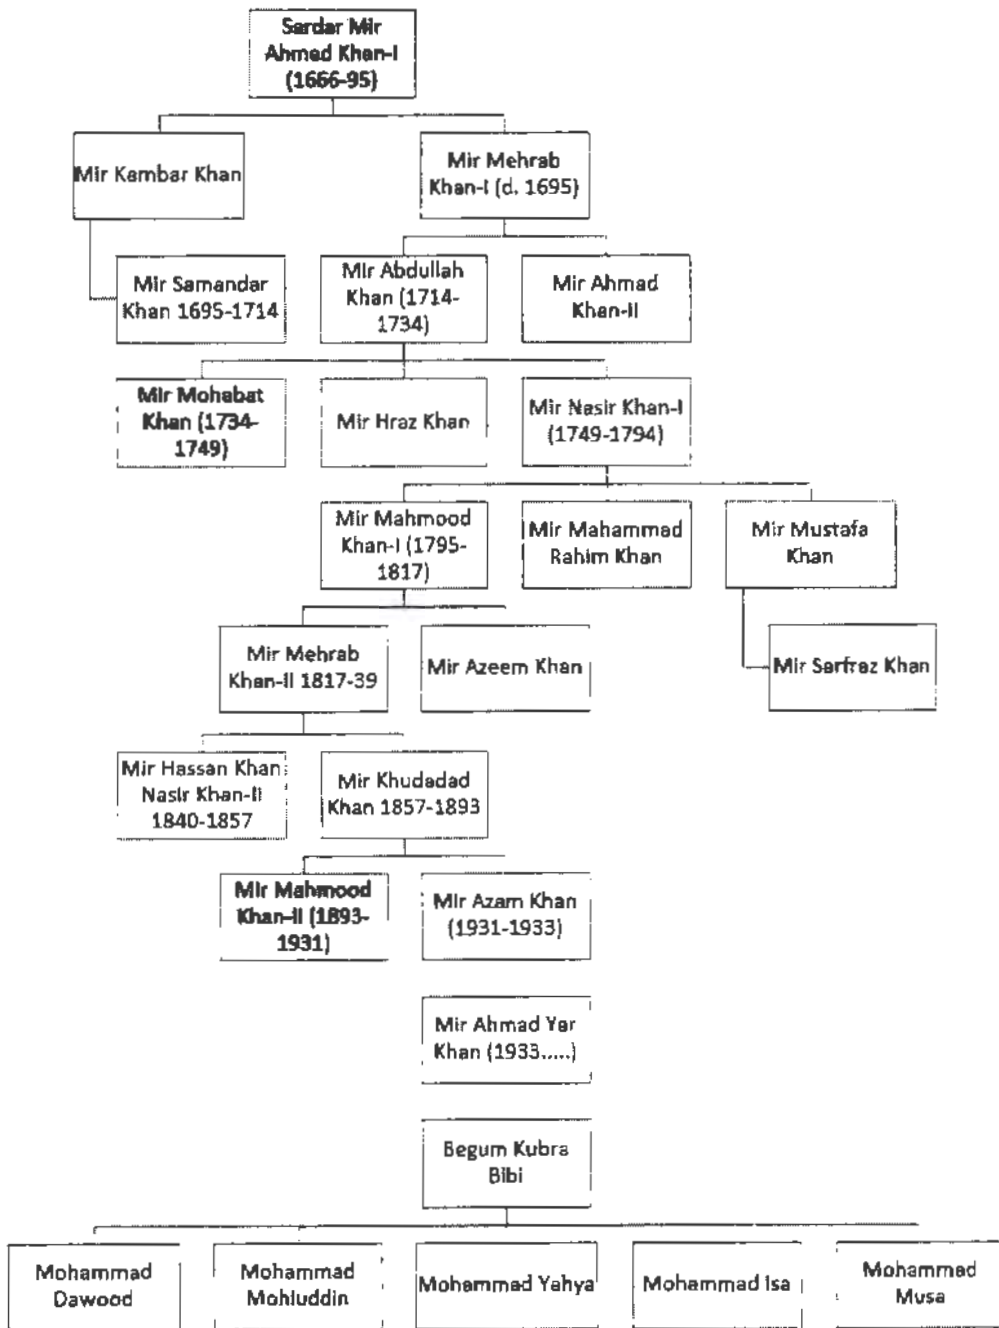 Sardar Mir
Ahmad Khan-I
(1666-95)
Mir Kambar Khan
Mir Mehrab
Khan-I (d. 1695)
Mir Samandar
Khan 1695-1714
Mir Abdullah
Khan (1714-
1734)
Mir Ahmad
Khan-II
Mir Mohabat
Khan (1734-
1749)
Mir Hraz Khan
Mir Nasir Khan-I
(1749-1794)
Mir Mahmood
Khan-I (1795-
1817)
Mir Mahammad
Rahim Khan
Mir Mustafa
Khan
Mir Mehrab
Khan-II 1817-39
Mir Azeem Khan
Mir Sarfraz Khan
Mir Hassan Khan
Nasir Khan-II
1840-1857
Mir Khudadad
Khan 1857-1893
Mir Mahmood
Khan-II (1893-
1931)
Mir Azam Khan
(1931-1933)
Mir Ahmad Yar
Khan (1933.....)
Begum Kubra
Bibi
Mohammad
Dawood
Mohammad
Mohiuddin
Mohammad Yahya
Mohammad Isa
Mohammad
Musa